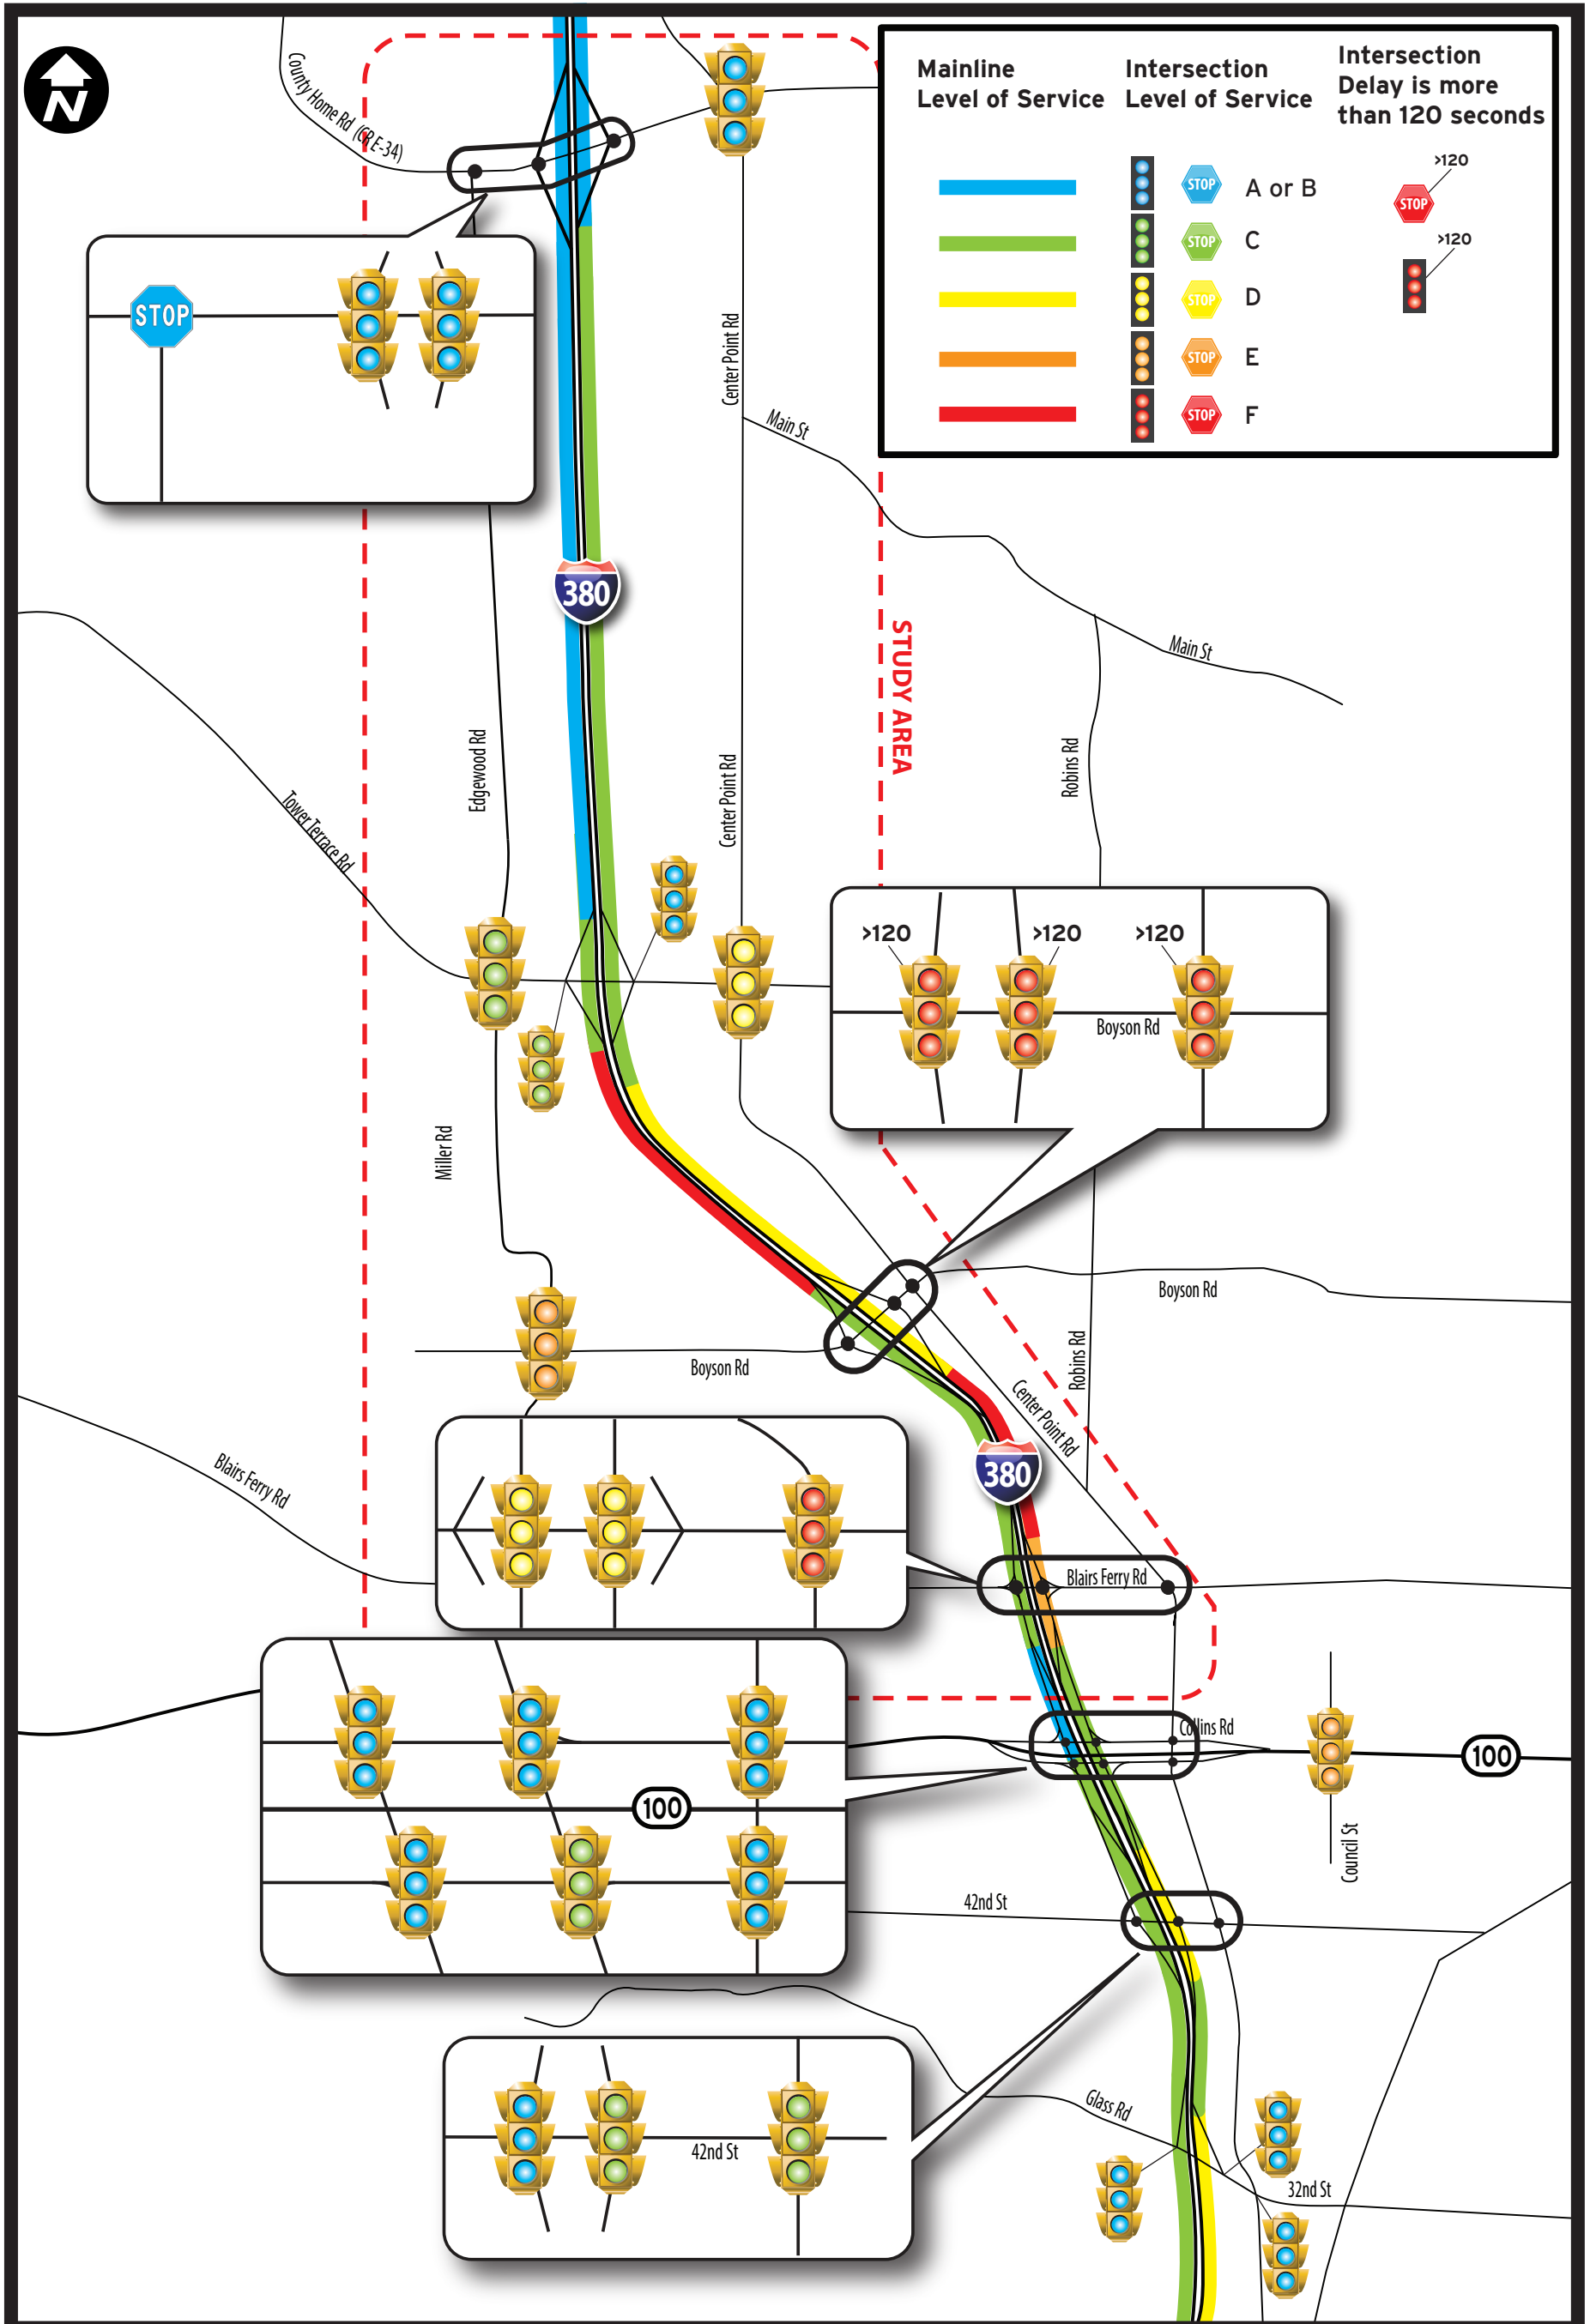 N
County Home Rd (CR E-34)
Mainline
Level of Service
Intersection
Level of Service
Intersection
Delay is more
than 120 seconds
STOP
A or B
>120
STOP
STOP
C
>120
STOP
D
STOP
E
STOP
F
STOP
Center Point Rd
Main St
380
STUDY AREA
Main St
Edgewood Rd
Center Point Rd
Robins Rd
Tower Terrace Rd
>120
>120
>120
Boyson Rd
Miller Rd
Boyson Rd
Boyson Rd
Robins Rd
Center Point Rd
Blairs Ferry Rd
380
Blairs Ferry Rd
Collins Rd
100
100
Council St
42nd St
Glass Rd
42nd St
32nd St